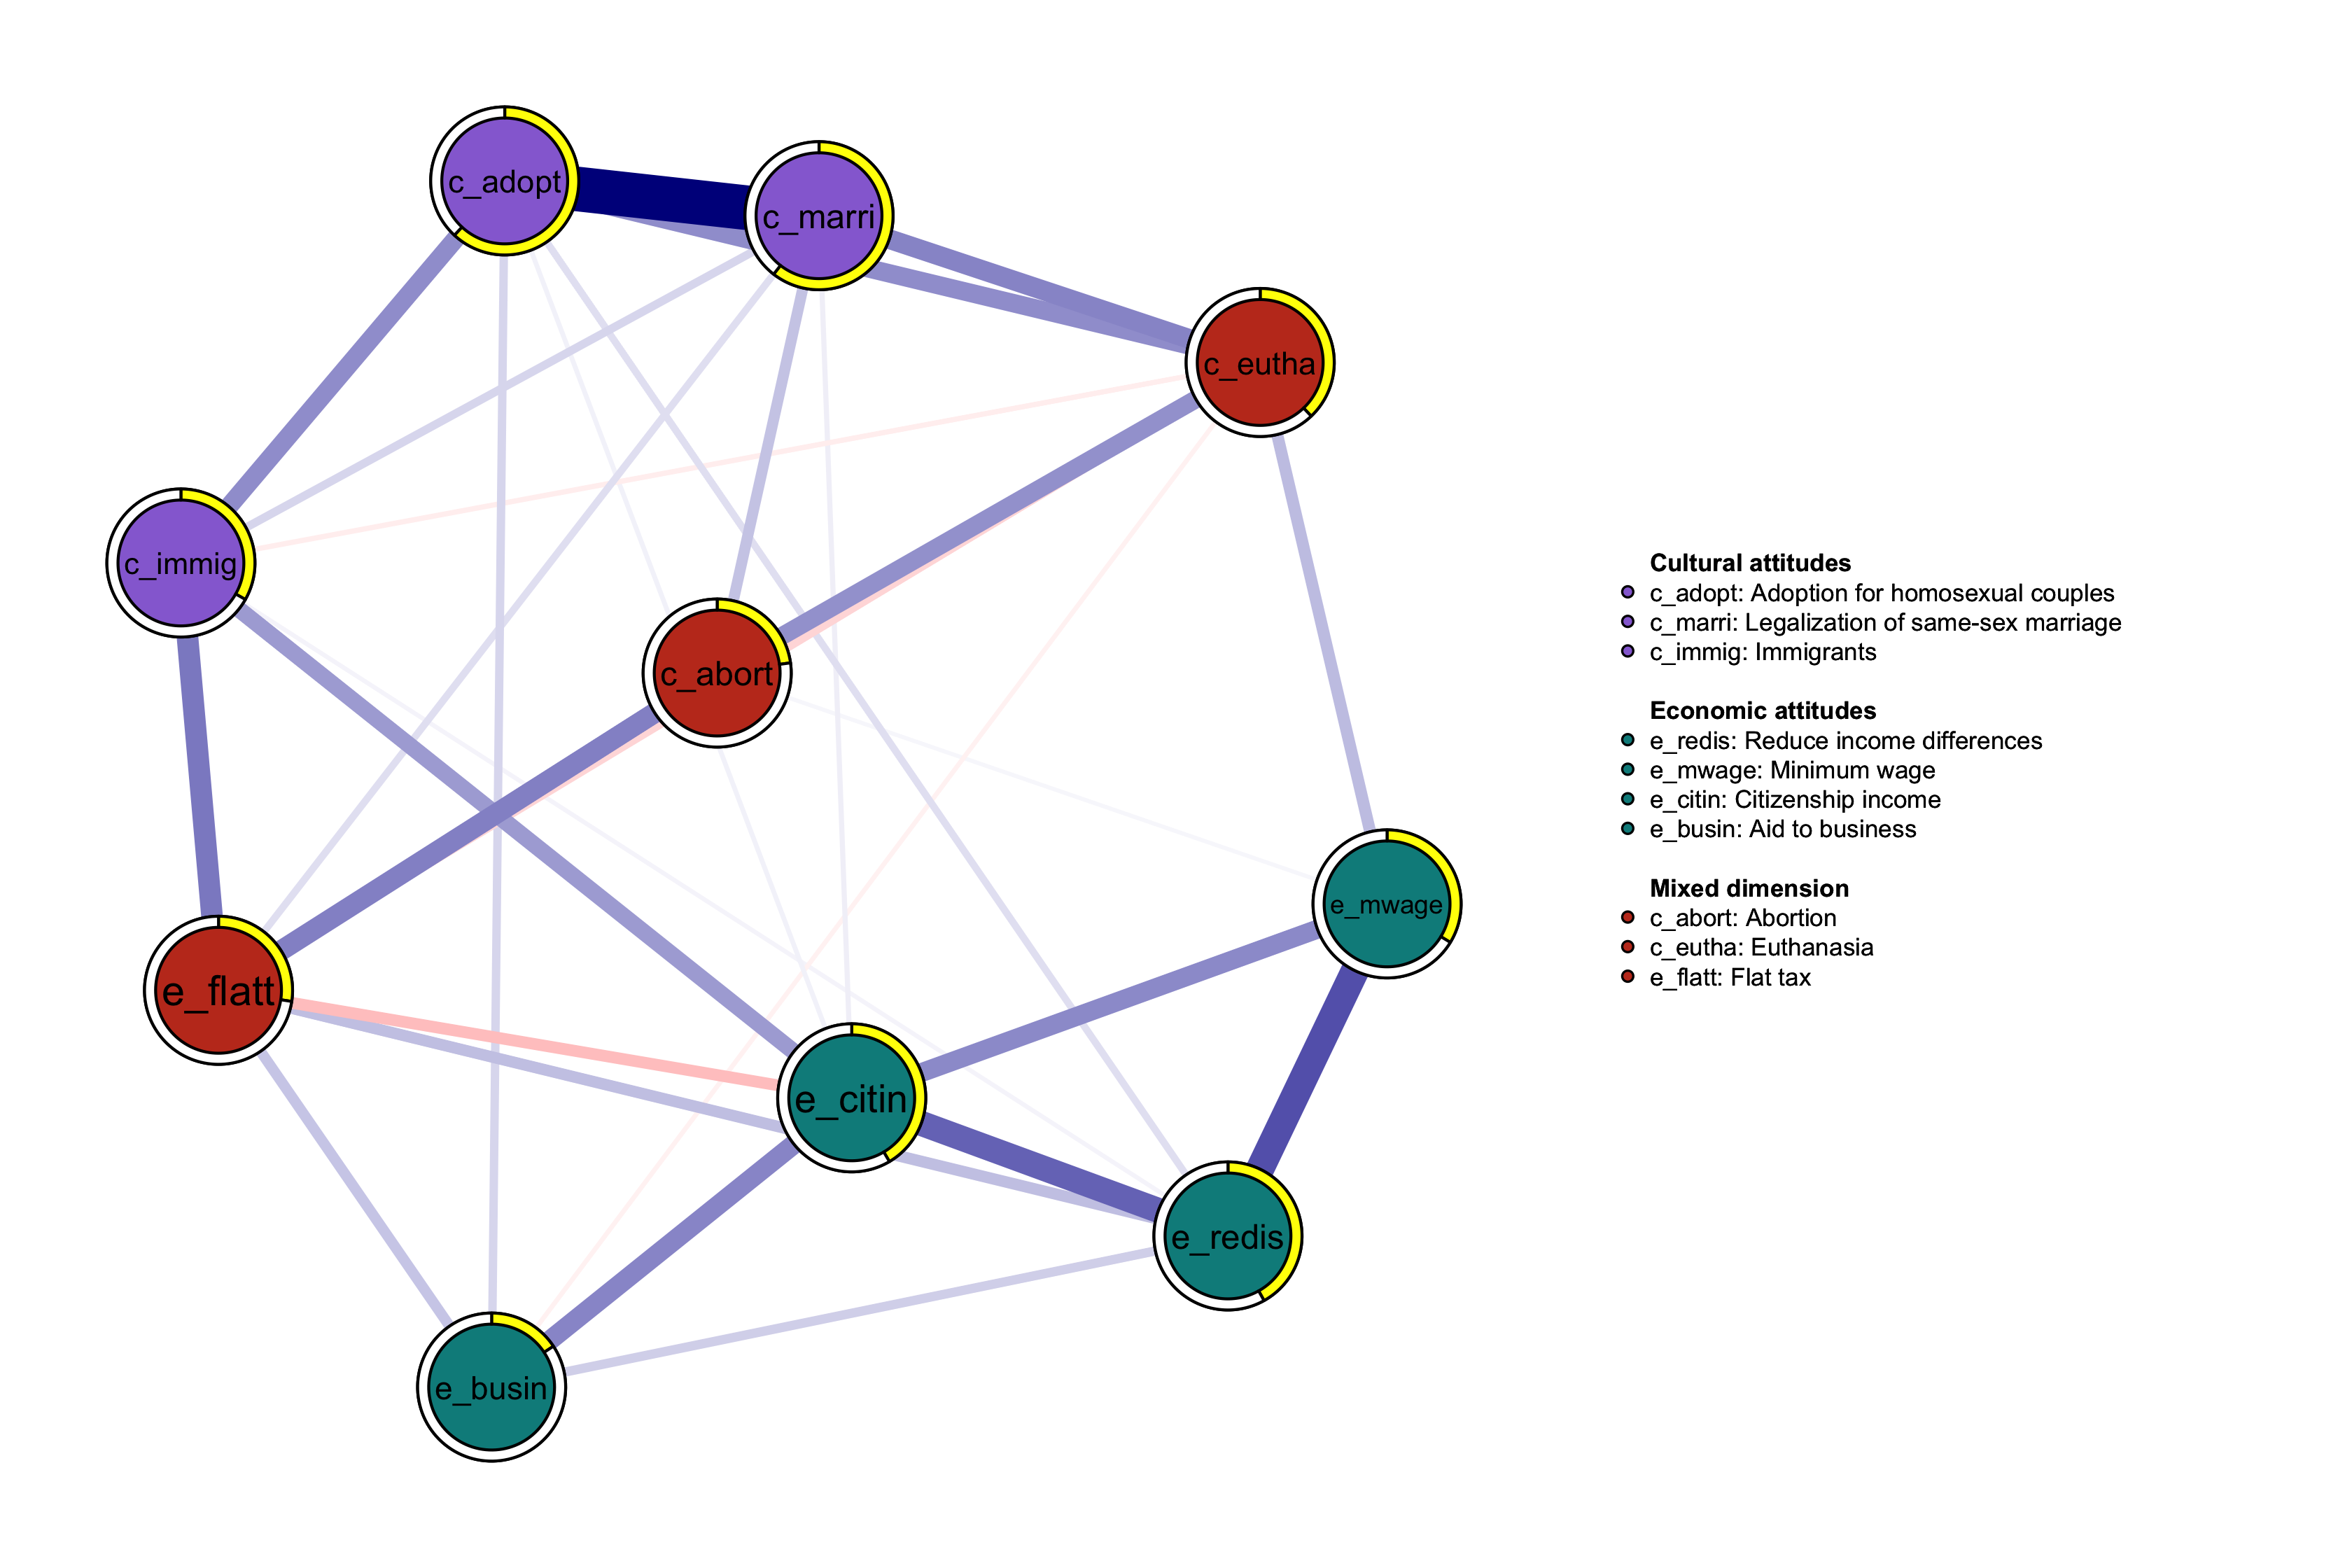 c_adopt
c_marri
c_eutha
c_immig
c_abort
e_mwage
e_flatt
e_citin
e_redis
e_busin
Cultural attitudes
c_adopt: Adoption for homosexual couples
c_marri: Legalization of same-sex marriage
c_immig: Immigrants
Economic attitudes
e_redis: Reduce income differences
e_mwage: Minimum wage
e_citin: Citizenship income
e_busin: Aid to business
Mixed dimension
c_abort: Abortion
c_eutha: Euthanasia
e_flatt: Flat tax